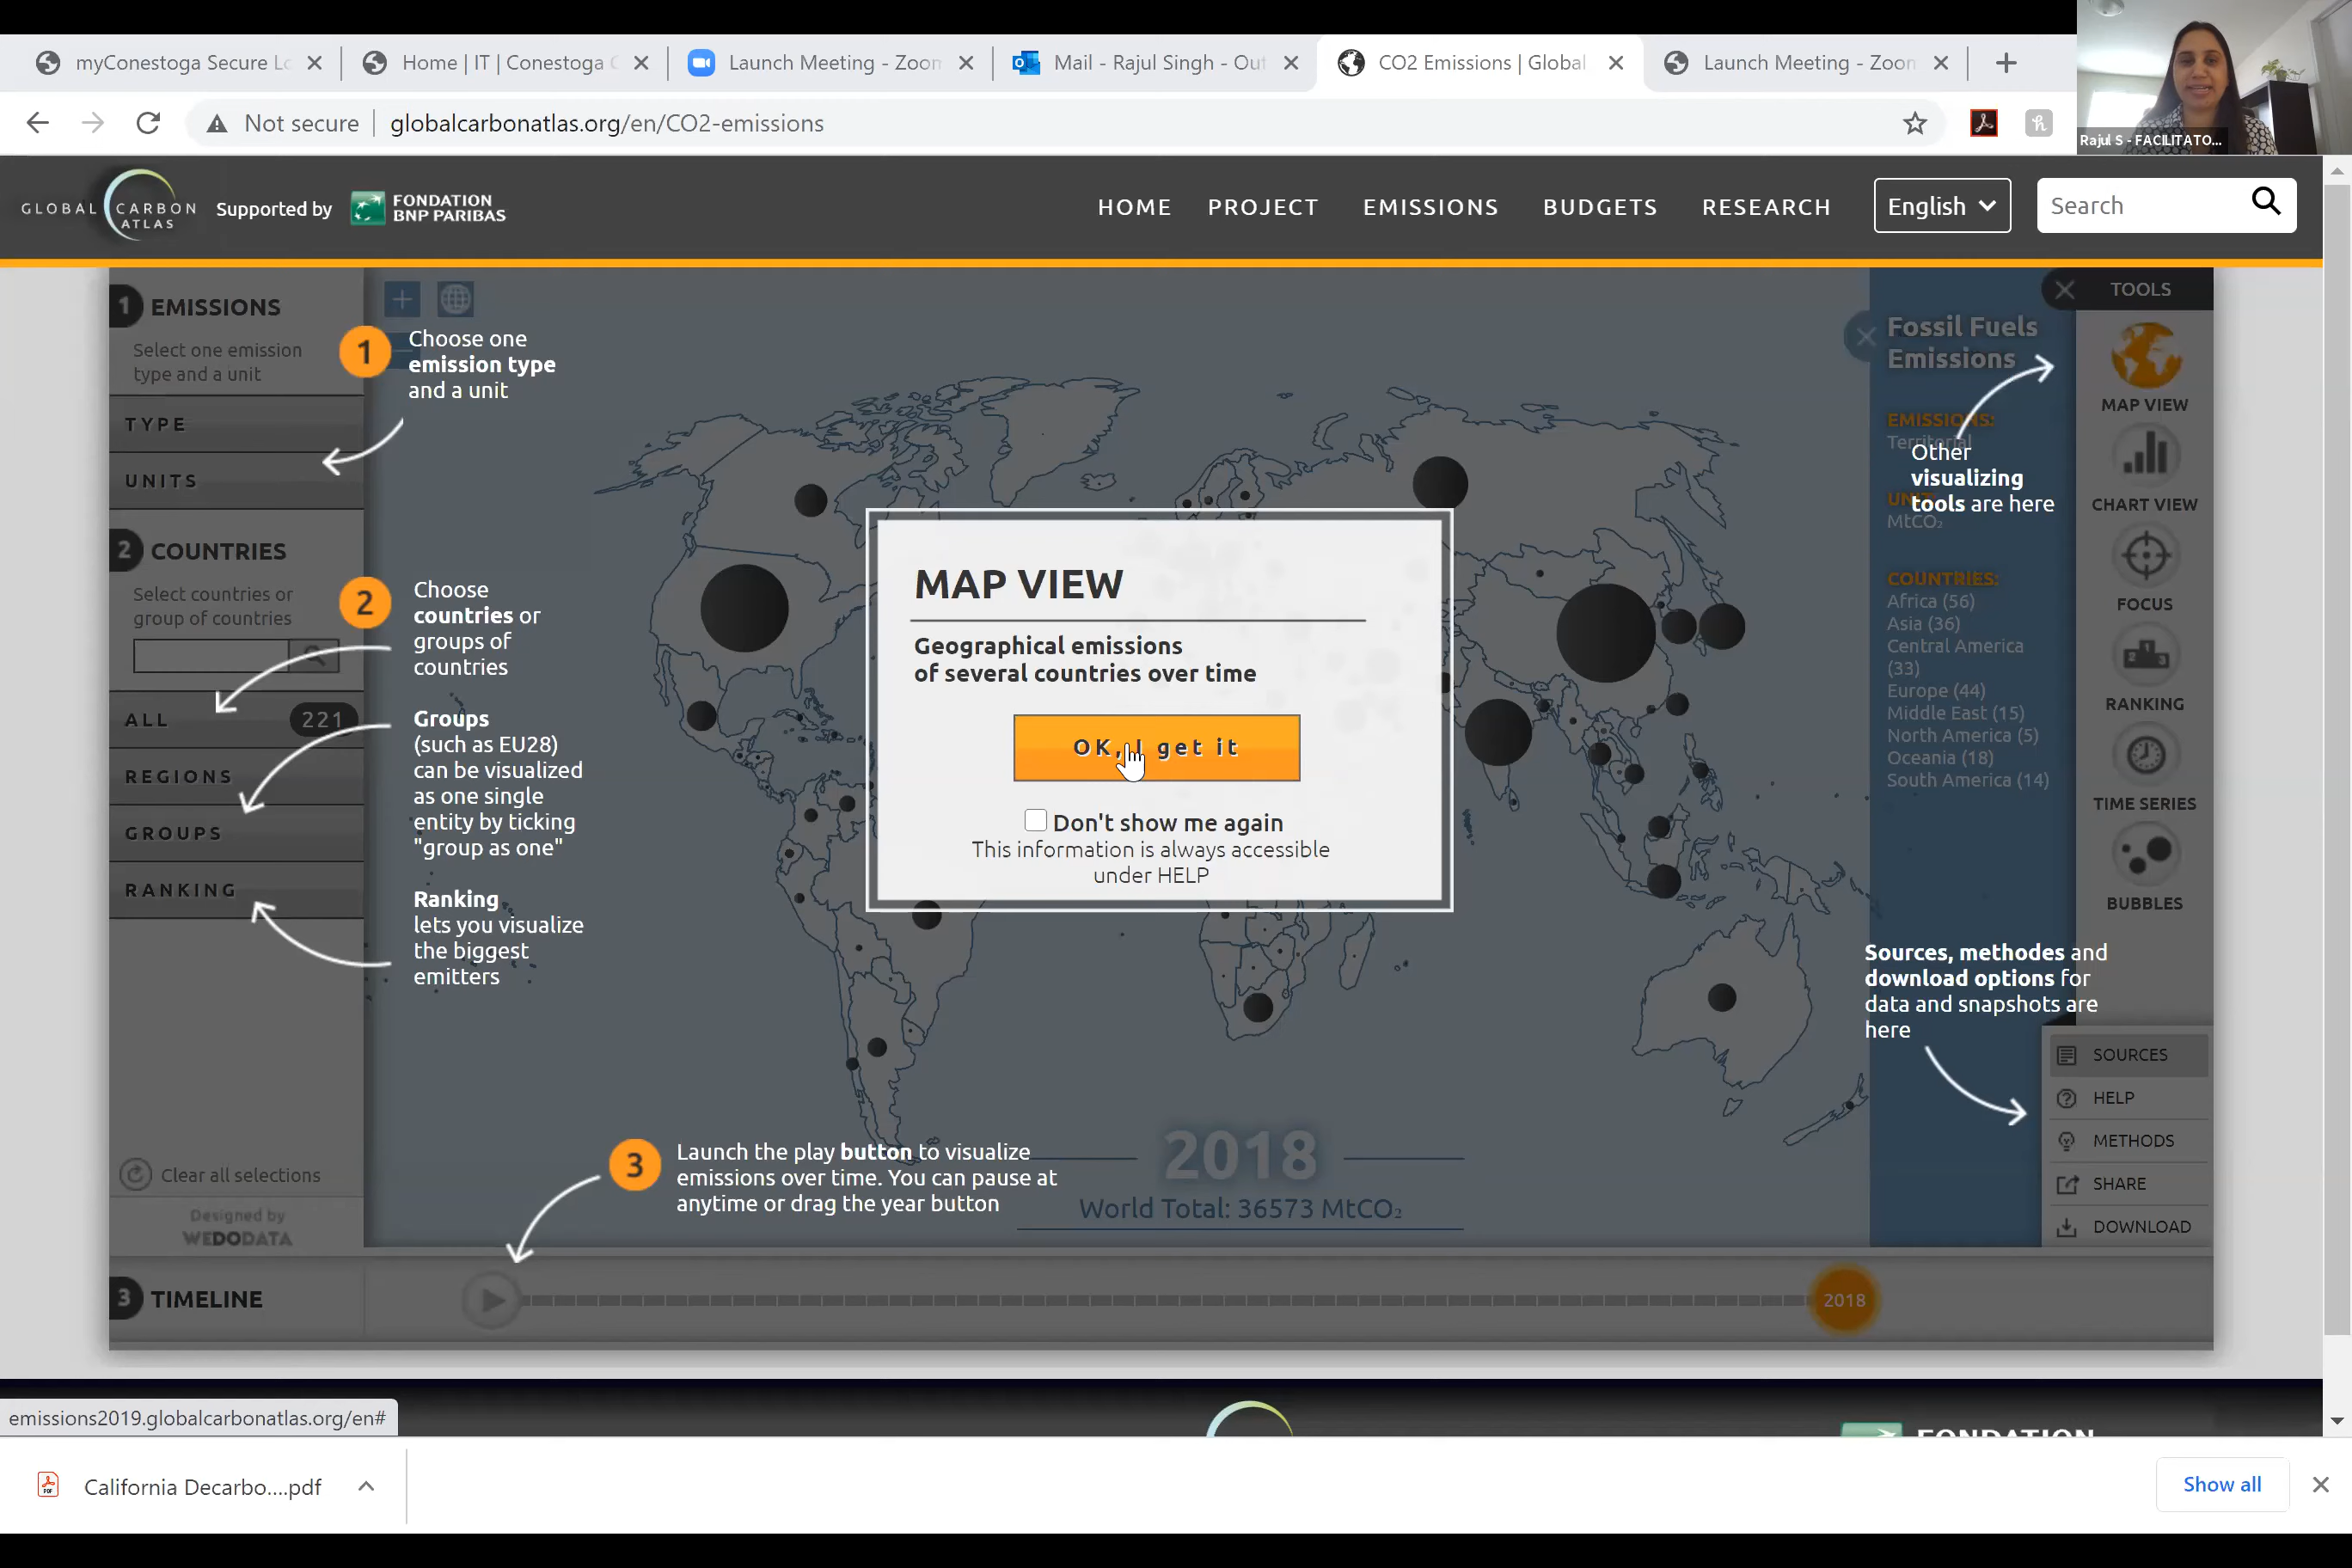 myConestoga Secure Lo
Home | IT | Conestoga C
Launch Meeting - Zoom
Mail - Rajul Singh - Out
CO2 Emissions | Global
Launch Meeting - Zoom
Not secure
globalcarbonatlas.org/en/CO2-emissions
Rajul S - FACILITATO...
GLOBAL CARBON
ATLAS
Supported by
FONDATION
BNP PARIBAS
HOME
PROJECT
EMISSIONS
BUDGETS
RESEARCH
English
Search
1 EMISSIONS
Select one emission
type and a unit
TYPE
UNITS
2 COUNTRIES
Select countries or
group of countries
ALL 221
REGIONS
GROUPS
RANKING
Clear all selections
Designed by
WEDODATA
3 TIMELINE
1
Choose one
emission type
and a unit
2
Choose
countries or
groups of
countries
Groups
(such as EU28)
can be visualized
as one single
entity by ticking
"group as one"
Ranking
lets you visualize
the biggest
emitters
3
Launch the play button to visualize
emissions over time. You can pause at
anytime or drag the year button
MAP VIEW
Geographical emissions
of several countries over time
OK, I get it
Don't show me again
This information is always accessible
under HELP
2018
World Total: 36573 MtCO₂
2018
Fossil Fuels
Emissions
EMISSIONS:
Territorial
UNIT:
MtCO₂
COUNTRIES:
Africa (56)
Asia (36)
Central America
(33)
Europe (44)
Middle East (15)
North America (5)
Oceania (18)
South America (14)
Other
visualizing
tools are here
Sources, methodes and
download options for
data and snapshots are
here
TOOLS
MAP VIEW
CHART VIEW
FOCUS
RANKING
TIME SERIES
BUBBLES
SOURCES
HELP
METHODS
SHARE
DOWNLOAD
emissions2019.globalcarbonatlas.org/en#
FONDATION
California Decarbo....pdf
Show all